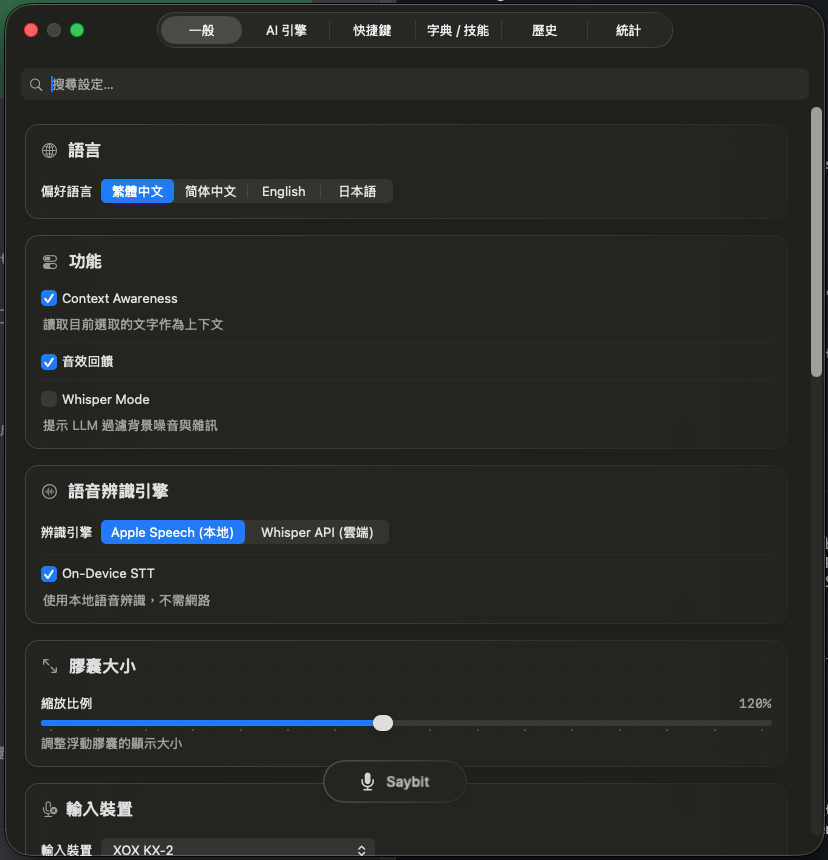 一般
AI 引擎
快捷鍵
字典 / 技能
歷史
統計
搜尋設定...
語言
偏好語言 繁體中文 简体中文 English 日本語
功能
Context Awareness
讀取目前選取的文字作為上下文
音效回饋
Whisper Mode
提示 LLM 過濾背景噪音與雜訊
語音辨識引擎
辨識引擎 Apple Speech (本地) Whisper API (雲端)
On-Device STT
使用本地語音辨識，不需網路
膠囊大小
縮放比例 120%
調整浮動膠囊的顯示大小
Saybit
輸入裝置
輸入裝置 XOX KX-2